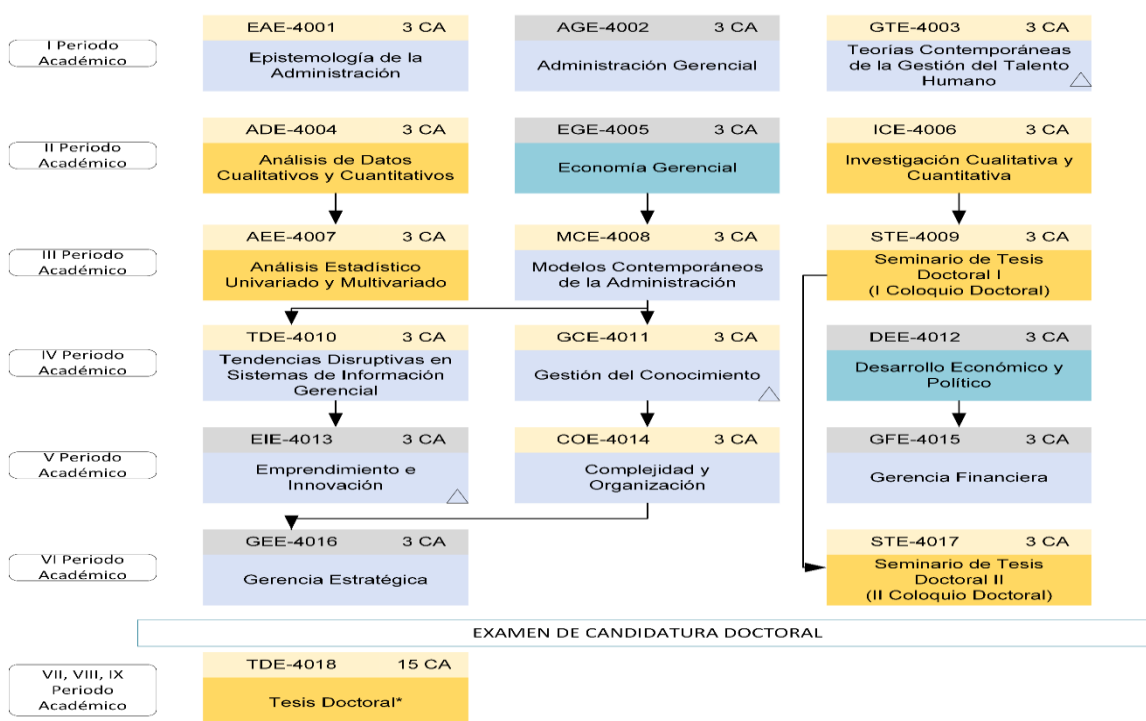 EAE-4001 3 CA
AGE-4002 3 CA
GTE-4003 3 CA
I Periodo
Académico
Epistemología de la
Administración
Administración Gerencial
Teorías Contemporáneas
de la Gestión del Talento
Humano
ADE-4004 3 CA
EGE-4005 3 CA
ICE-4006 3 CA
II Periodo
Académico
Análisis de Datos
Cualitativos y Cuantitativos
Economía Gerencial
Investigación Cualitativa y
Cuantitativa
AEE-4007 3 CA
MCE-4008 3 CA
STE-4009 3 CA
III Periodo
Académico
Análisis Estadístico
Univariado y Multivariado
Modelos Contemporáneos
de la Administración
Seminario de Tesis
Doctoral I
(I Coloquio Doctoral)
TDE-4010 3 CA
GCE-4011 3 CA
DEE-4012 3 CA
IV Periodo
Académico
Tendencias Disruptivas en
Sistemas de Información
Gerencial
Gestión del Conocimiento
Desarrollo Económico y
Político
EIE-4013 3 CA
COE-4014 3 CA
GFE-4015 3 CA
V Periodo
Académico
Emprendimiento e
Innovación
Complejidad y
Organización
Gerencia Financiera
GEE-4016 3 CA
STE-4017 3 CA
VI Periodo
Académico
Gerencia Estratégica
Seminario de Tesis
Doctoral II
(II Coloquio Doctoral)
EXAMEN DE CANDIDATURA DOCTORAL
TDE-4018 15 CA
VII, VIII, IX
Periodo
Académico
Tesis Doctoral*